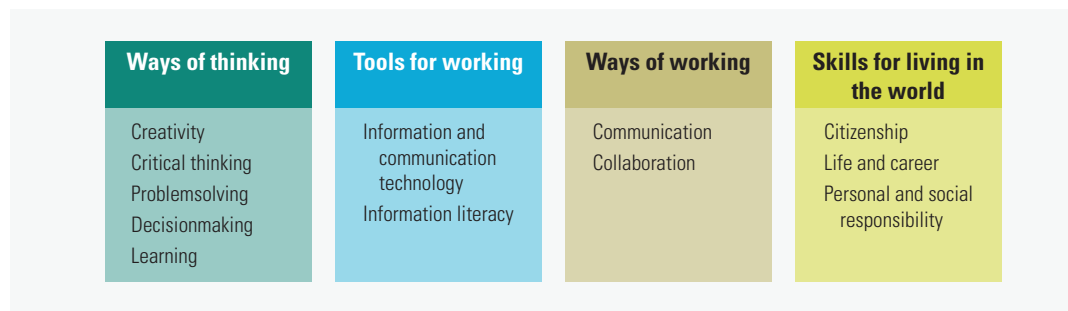 Ways of thinking
Creativity
Critical thinking
Problemsolving
Decisionmaking
Learning
Tools for working
Information and
communication
technology
Information literacy
Ways of working
Communication
Collaboration
Skills for living in
the world
Citizenship
Life and career
Personal and social
responsibility